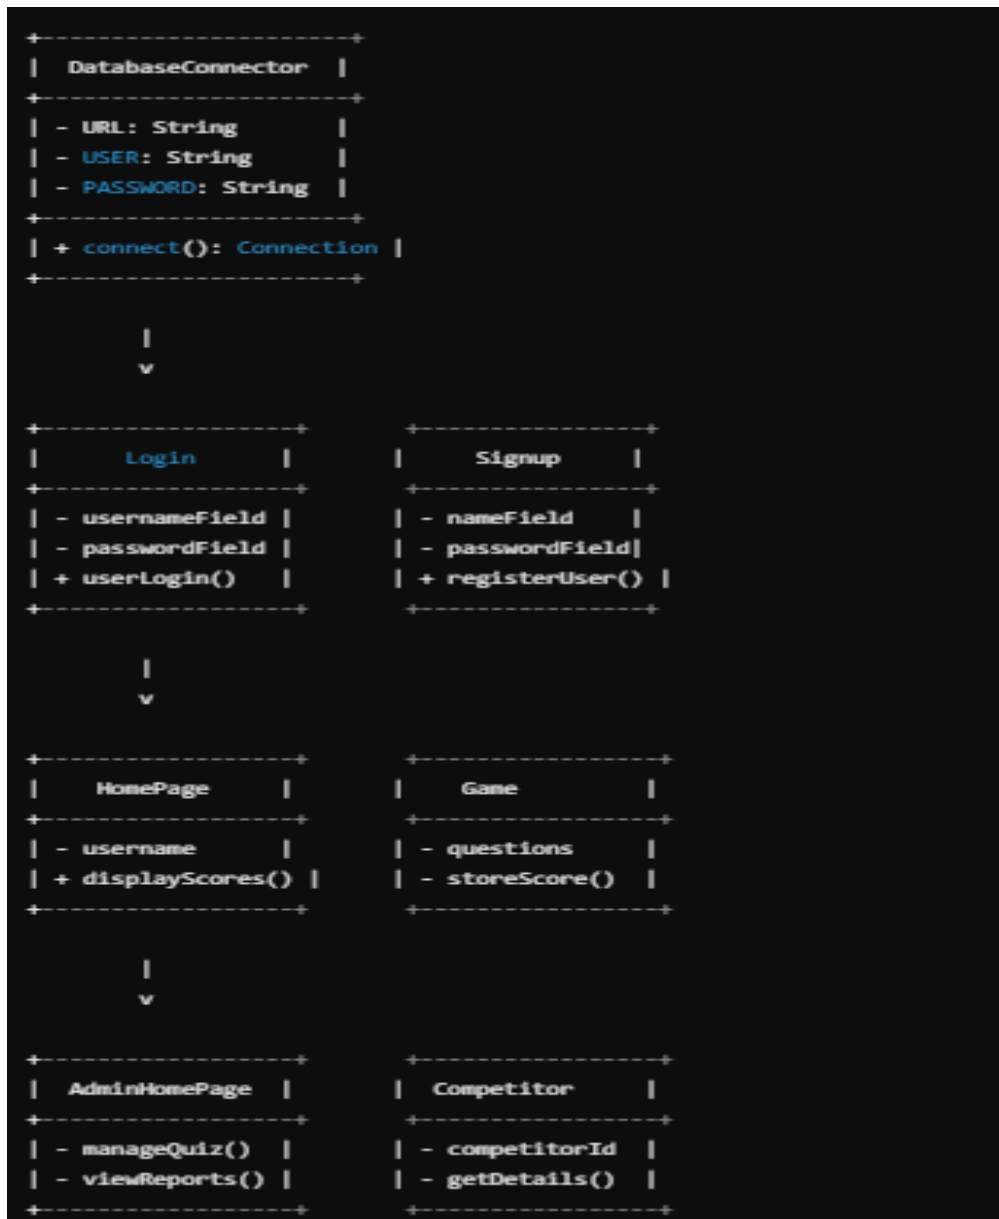 +-----------------------+
|  DatabaseConnector  |
+-----------------------+
| - URL: String       |
| - USER: String      |
| - PASSWORD: String  |
+-----------------------+
| + connect(): Connection |
+-----------------------+
|
v
+-------------------+      +-----------------+
|      Login      |       |     Signup     |
+-------------------+      +-----------------+
| - usernameField |       | - nameField    |
| - passwordField |       | - passwordField|
| + userLogin()   |       | + registerUser() |
+-------------------+      +-----------------+
|
v
+-------------------+      +------------------+
|    HomePage     |       |    Game         |
+-------------------+      +------------------+
| - username      |       | - questions     |
| + displayScores() |     | - storeScore()  |
+-------------------+      +------------------+
|
v
+-------------------+      +------------------+
|  AdminHomePage  |       |  Competitor     |
+-------------------+      +------------------+
| - manageQuiz()  |       | - competitorId  |
| - viewReports() |       | - getDetails()  |
+-------------------+      +------------------+